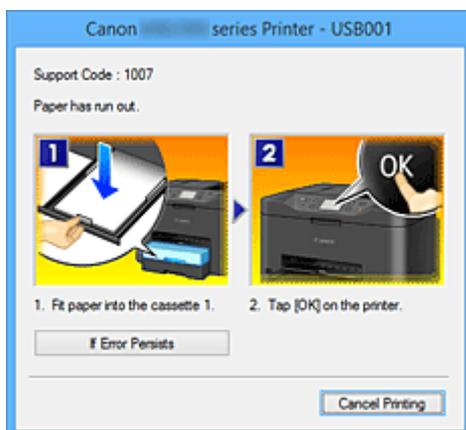 Canon series Printer - USB001
Support Code : 1007
Paper has run out.
1
2
OK
Canon
1. Fit paper into the cassette 1.
2. Tap [OK] on the printer.
If Error Persists
Cancel Printing